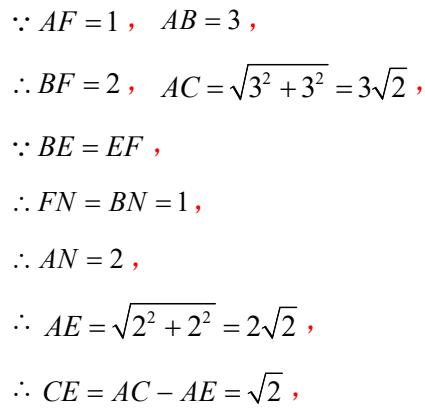 ∵ AF = 1， AB = 3，
∴ BF = 2， AC = √(3² + 3²) = 3√2，
∵ BE = EF，
∴ FN = BN = 1，
∴ AN = 2，
∴ AE = √(2² + 2²) = 2√2，
∴ CE = AC − AE = √2，